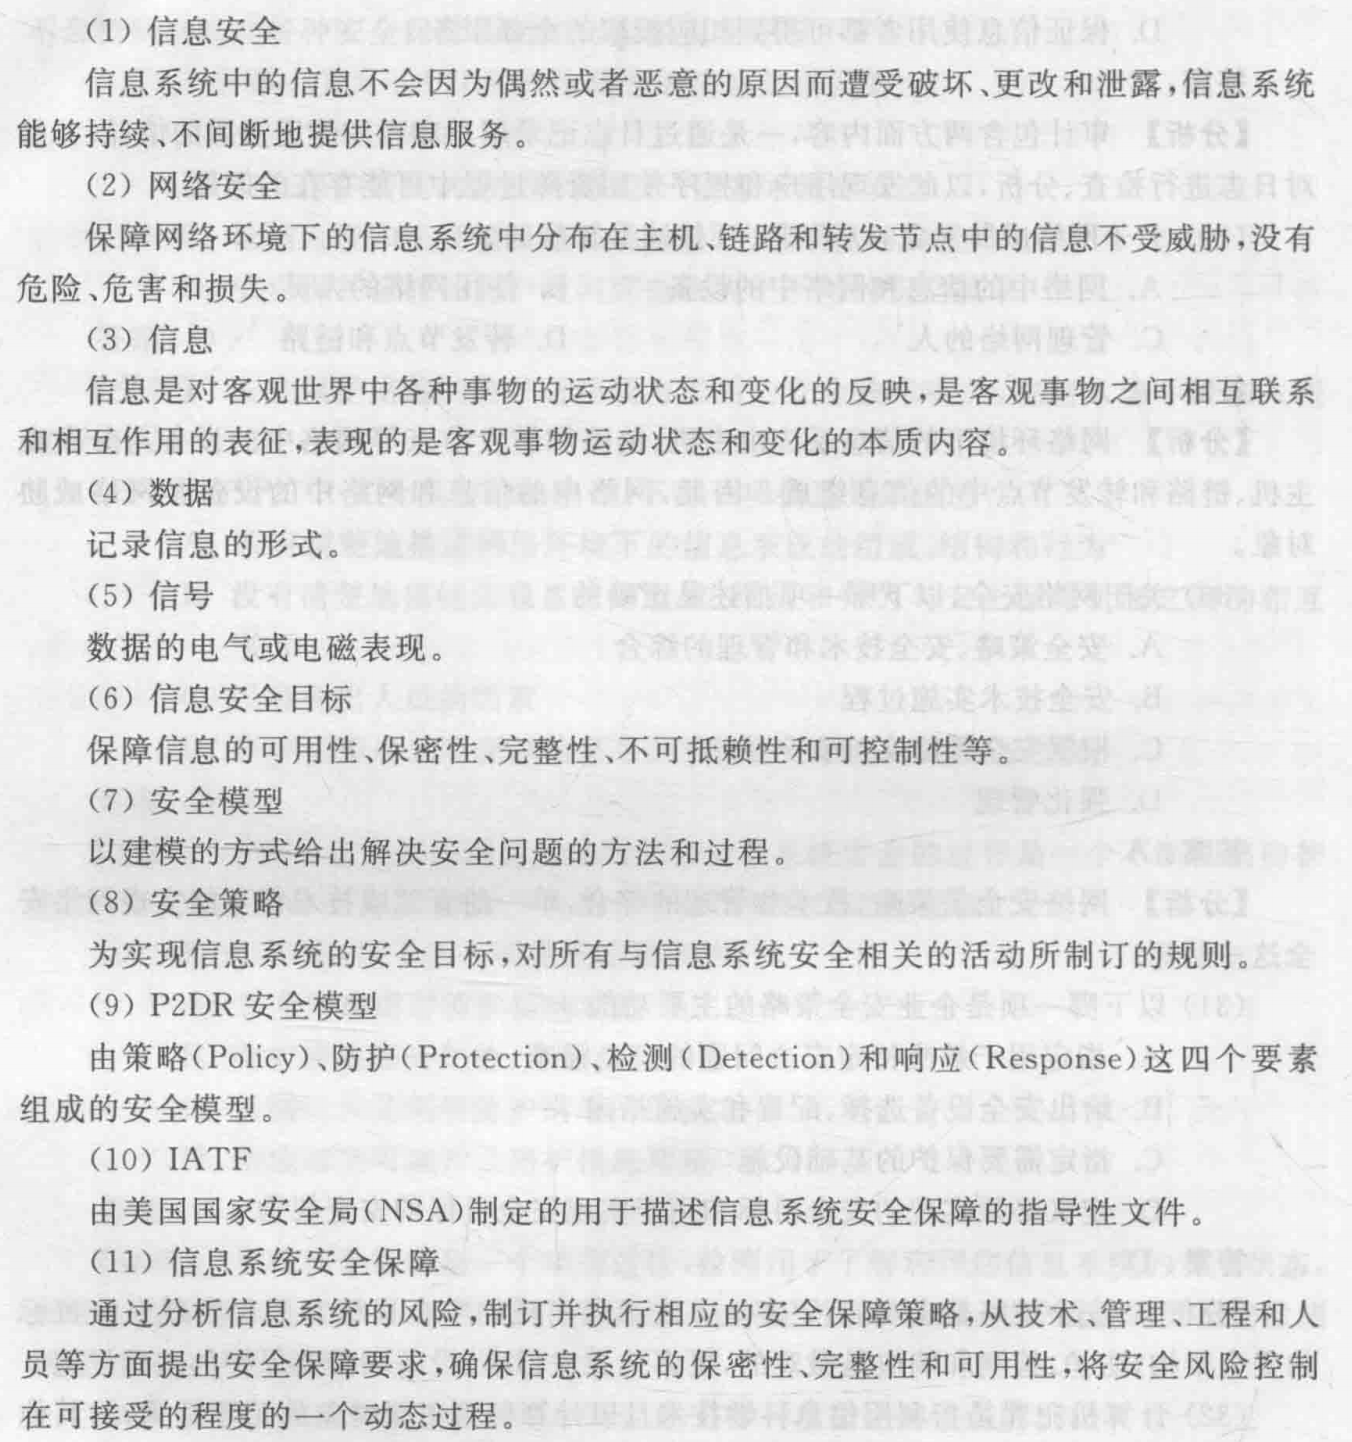 (1) 信息安全
信息系统中的信息不会因为偶然或者恶意的原因而遭受破坏、更改和泄露,信息系统
能够持续、不间断地提供信息服务。
(2) 网络安全
保障网络环境下的信息系统中分布在主机、链路和转发节点中的信息不受威胁,没有
危险、危害和损失。
(3) 信息
信息是对客观世界中各种事物的运动状态和变化的反映,是客观事物之间相互联系
和相互作用的表征,表现的是客观事物运动状态和变化的本质内容。
(4) 数据
记录信息的形式。
(5) 信号
数据的电气或电磁表现。
(6) 信息安全目标
保障信息的可用性、保密性、完整性、不可抵赖性和可控制性等。
(7) 安全模型
以建模的方式给出解决安全问题的方法和过程。
(8) 安全策略
为实现信息系统的安全目标,对所有与信息系统安全相关的活动所制订的规则。
(9) P2DR 安全模型
由策略(Policy)、防护(Protection)、检测(Detection)和响应(Response)这四个要素
组成的安全模型。
(10) IATF
由美国国家安全局(NSA)制定的用于描述信息系统安全保障的指导性文件。
(11) 信息系统安全保障
通过分析信息系统的风险,制订并执行相应的安全保障策略,从技术、管理、工程和人
员等方面提出安全保障要求,确保信息系统的保密性、完整性和可用性,将安全风险控制
在可接受的程度的一个动态过程。